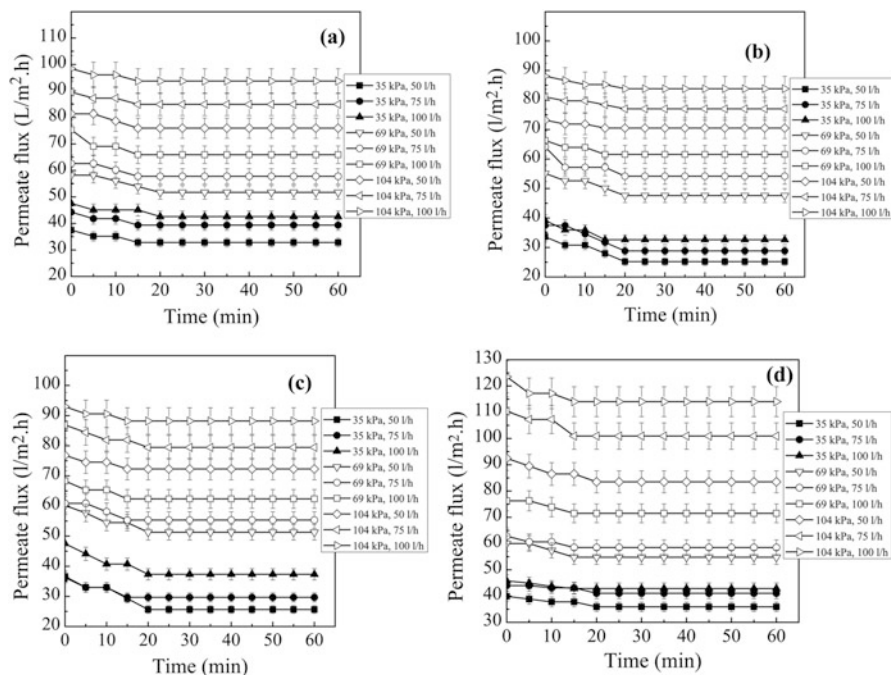 (a)
110
100
90
80
70
60
50
40
30
20
Permeate flux (L/m².h)
0 10 20 30 40 50 60
Time (min)
35 kPa, 50 l/h
35 kPa, 75 l/h
35 kPa, 100 l/h
69 kPa, 50 l/h
69 kPa, 75 l/h
69 kPa, 100 l/h
104 kPa, 50 l/h
104 kPa, 75 l/h
104 kPa, 100 l/h
(b)
110
100
90
80
70
60
50
40
30
20
Permeate flux (l/m².h)
0 10 20 30 40 50 60
Time (min)
35 kPa, 50 l/h
35 kPa, 75 l/h
35 kPa, 100 l/h
69 kPa, 50 l/h
69 kPa, 75 l/h
69 kPa, 100 l/h
104 kPa, 50 l/h
104 kPa, 75 l/h
104 kPa, 100 l/h
(c)
110
100
90
80
70
60
50
40
30
20
Permeate flux (l/m².h)
0 10 20 30 40 50 60
Time (min)
35 kPa, 50 l/h
35 kPa, 75 l/h
35 kPa, 100 l/h
69 kPa, 50 l/h
69 kPa, 75 l/h
69 kPa, 100 l/h
104 kPa, 50 l/h
104 kPa, 75 l/h
104 kPa, 100 l/h
(d)
130
120
110
100
90
80
70
60
50
40
30
Permeate flux (l/m².h)
0 10 20 30 40 50 60
Time (min)
35 kPa, 50 l/h
35 kPa, 75 l/h
35 kPa, 100 l/h
69 kPa, 50 l/h
69 kPa, 75 l/h
69 kPa, 100 l/h
104 kPa, 50 l/h
104 kPa, 75 l/h
104 kPa, 100 l/h